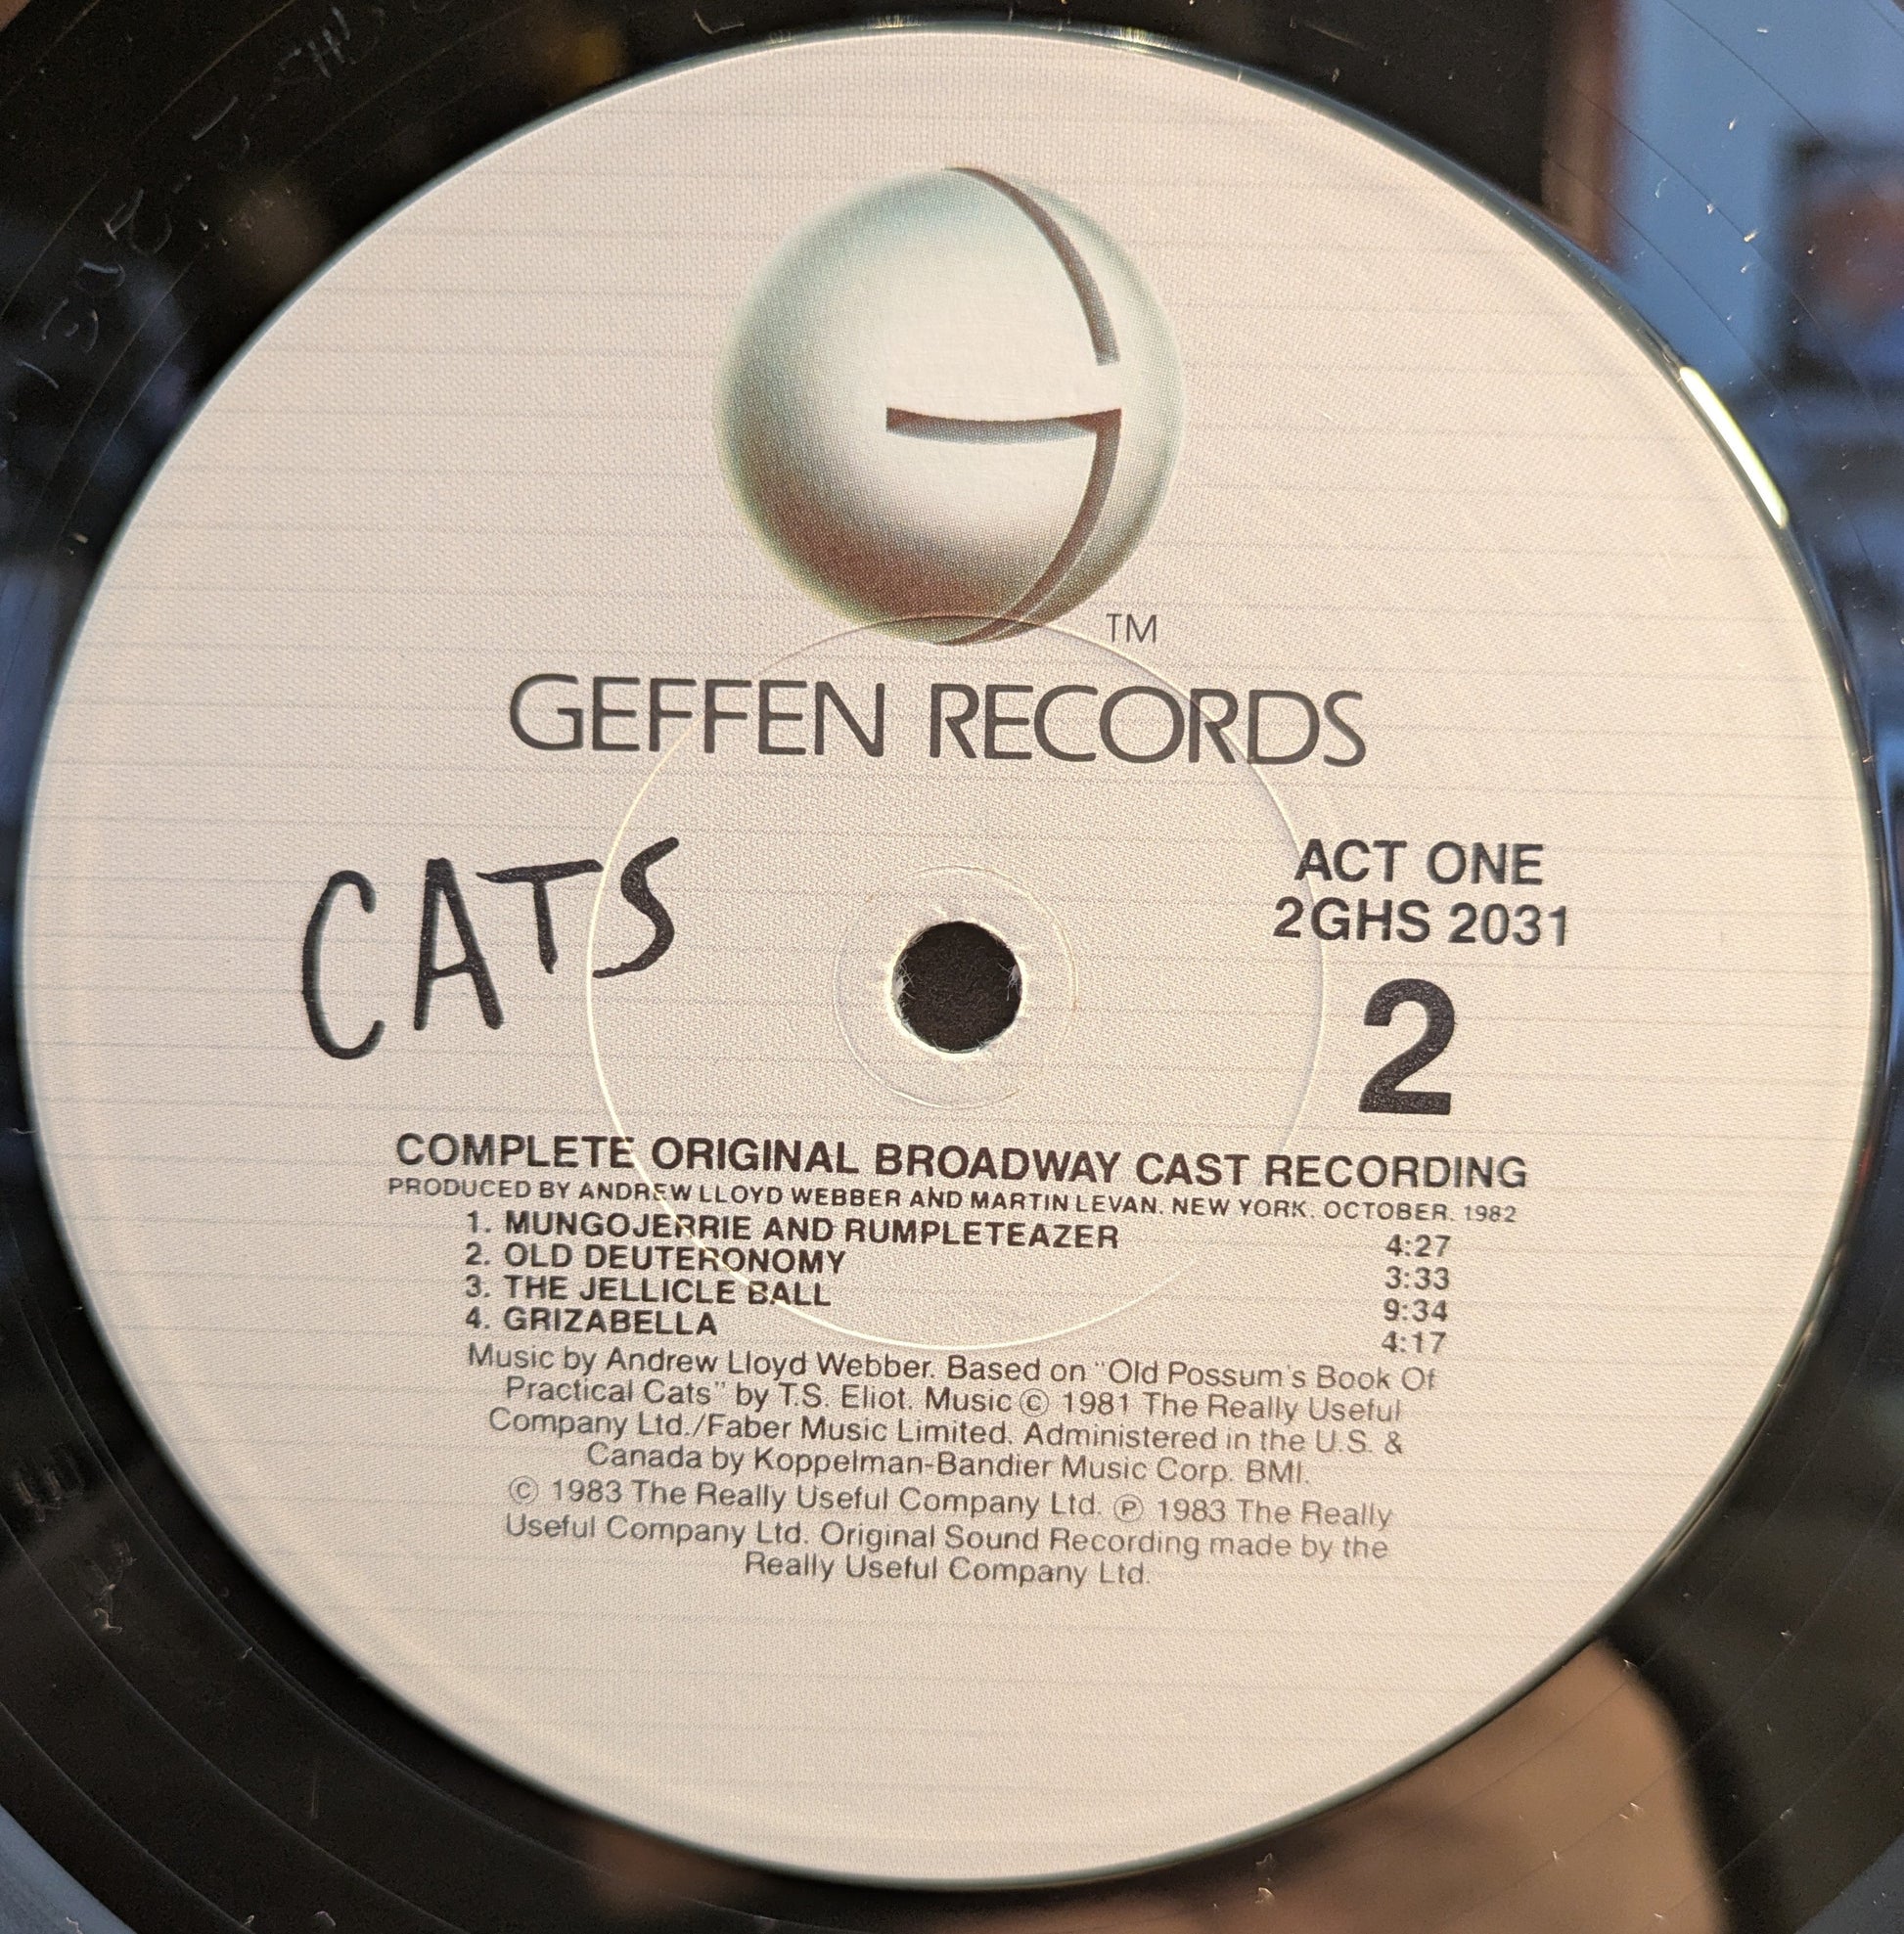 TM
GEFFEN RECORDS
CATS
ACT ONE
2GHS 2031
2
COMPLETE ORIGINAL BROADWAY CAST RECORDING
PRODUCED BY ANDREW LLOYD WEBBER AND MARTIN LEVAN. NEW YORK. OCTOBER. 1982
1. MUNGOJERRIE AND RUMPLETEAZER 4:27
2. OLD DEUTERONOMY 3:33
3. THE JELLICLE BALL 9:34
4. GRIZABELLA 4:17
Music by Andrew Lloyd Webber. Based on "Old Possum's Book Of
Practical Cats" by T.S. Eliot. Music © 1981 The Really Useful
Company Ltd./Faber Music Limited. Administered in the U.S. &
Canada by Koppelman-Bandier Music Corp. BMI.
© 1983 The Really Useful Company Ltd. ℗ 1983 The Really
Useful Company Ltd. Original Sound Recording made by the
Really Useful Company Ltd.